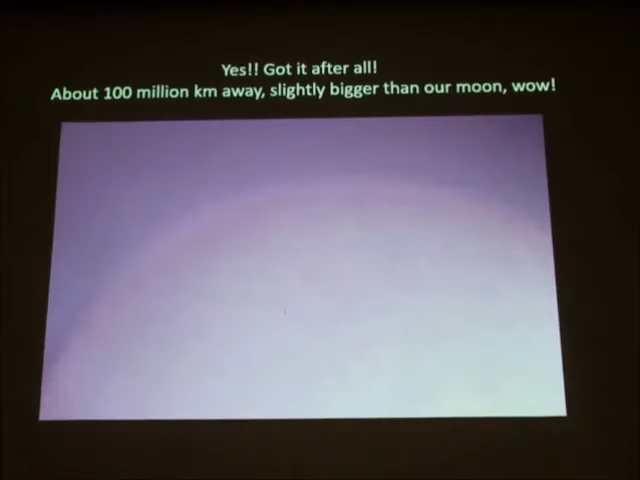 Yes!! Got it after all!
About 100 million km away, slightly bigger than our moon, wow!